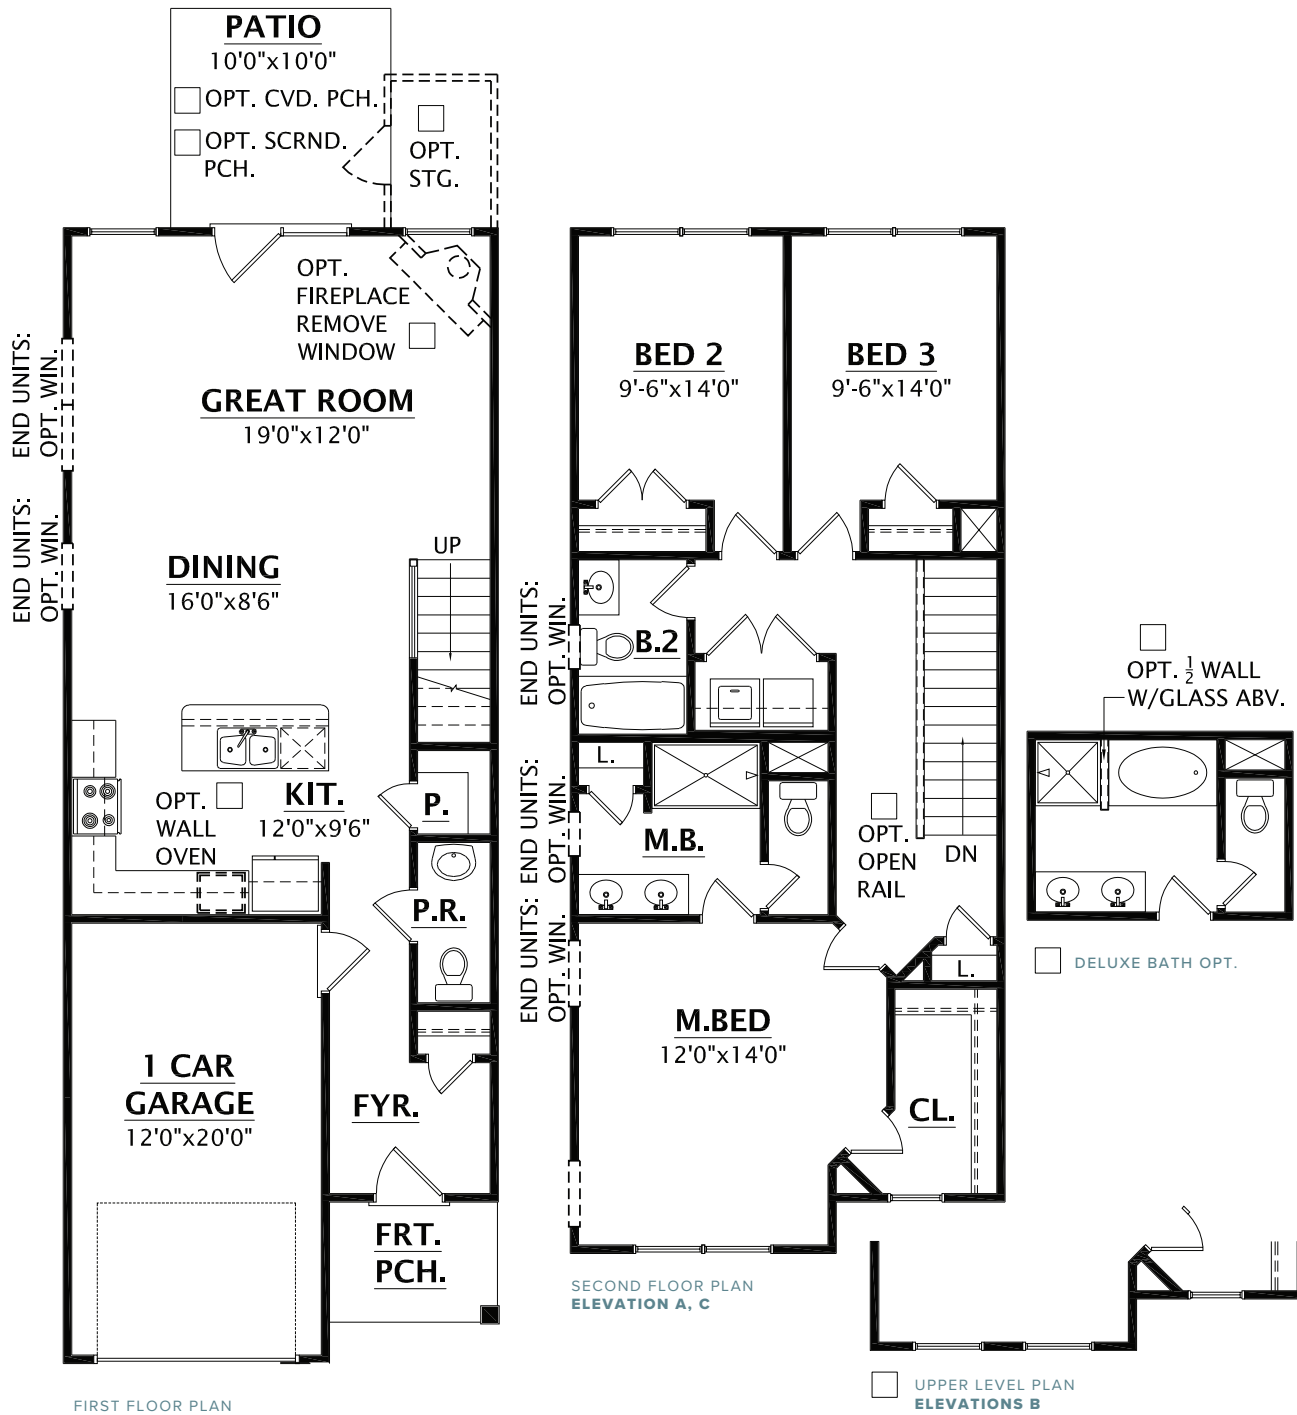 PATIO
10'0"x10'0"
OPT. CVD. PCH.
OPT. SCRND.
PCH.
OPT.
STG.
OPT.
FIREPLACE
REMOVE
WINDOW
END UNITS:
OPT. WIN.
GREAT ROOM
19'0"x12'0"
END UNITS:
OPT. WIN.
DINING
16'0"x8'6"
UP
KIT.
12'0"x9'6"
OPT.
WALL
OVEN
P.
P.R.
1 CAR
GARAGE
12'0"x20'0"
FYR.
FRT.
PCH.
FIRST FLOOR PLAN
BED 2
9'-6"x14'0"
BED 3
9'-6"x14'0"
END UNITS:
OPT. WIN.
B.2
L.
END UNITS:
OPT. WIN.
M.B.
OPT.
OPEN
RAIL
DN
END UNITS:
OPT. WIN.
L.
M.BED
12'0"x14'0"
CL.
SECOND FLOOR PLAN
ELEVATION A, C
OPT. 1/2 WALL
W/GLASS ABV.
DELUXE BATH OPT.
UPPER LEVEL PLAN
ELEVATIONS B